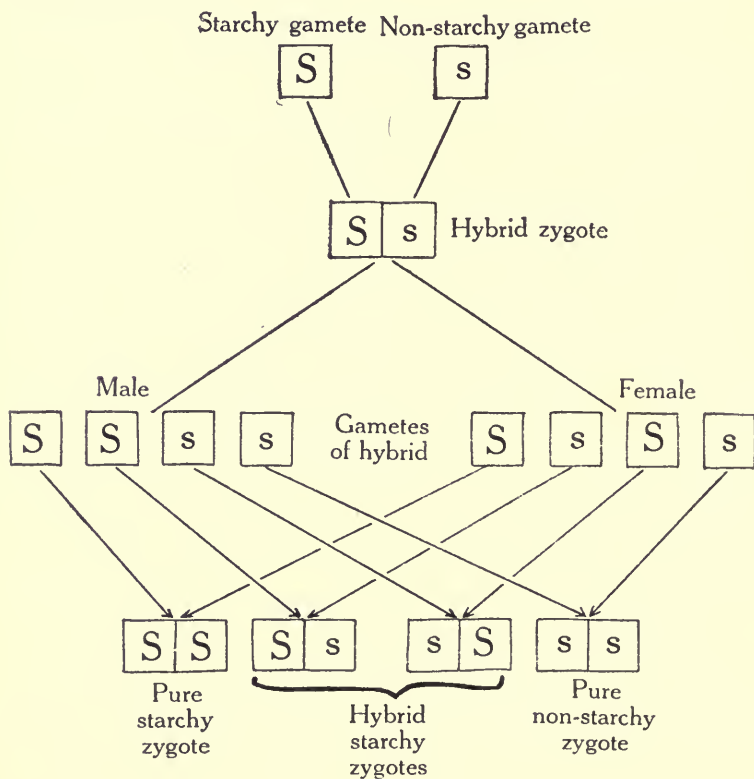 Starchy gamete Non-starchy gamete
S s
S s Hybrid zygote
Male Female
S S s s Gametes of hybrid S s S s
S S S s s S s s
Pure starchy zygote
Hybrid starchy zygotes
Pure non-starchy zygote